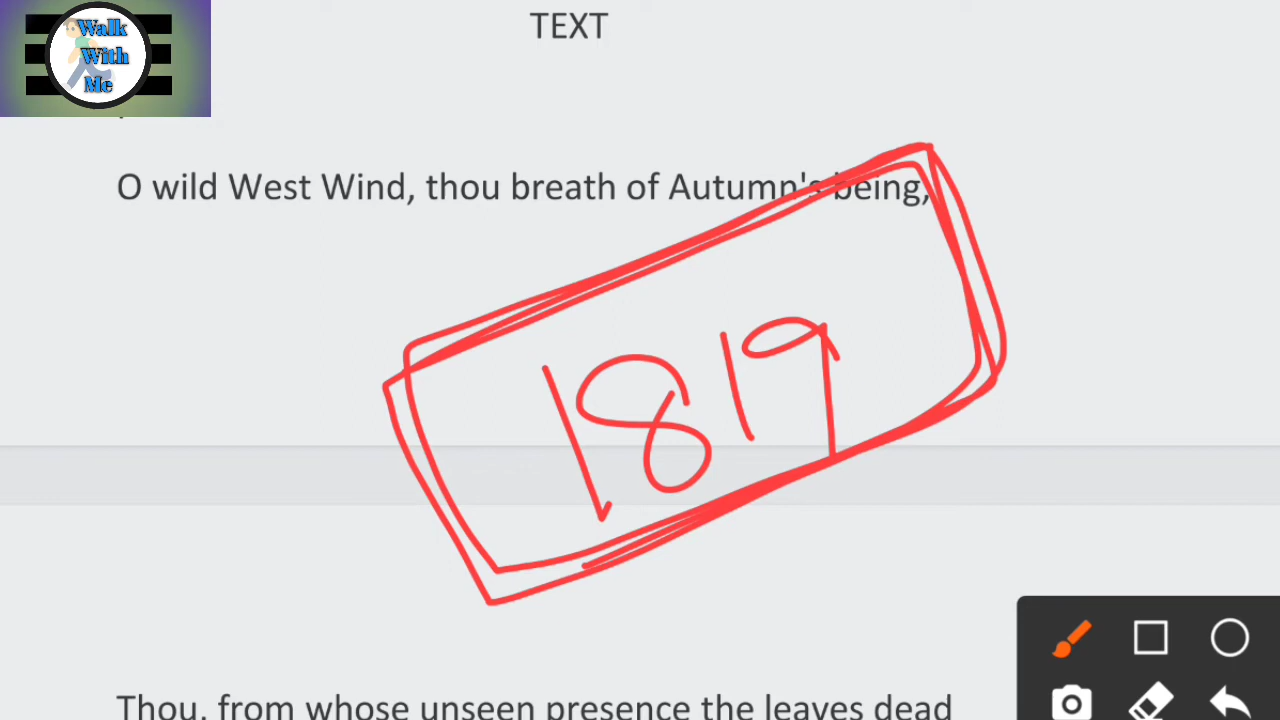 Walk
With
Me
TEXT
O wild West Wind, thou breath of Autumn's being,
1819
Thou, from whose unseen presence the leaves dead